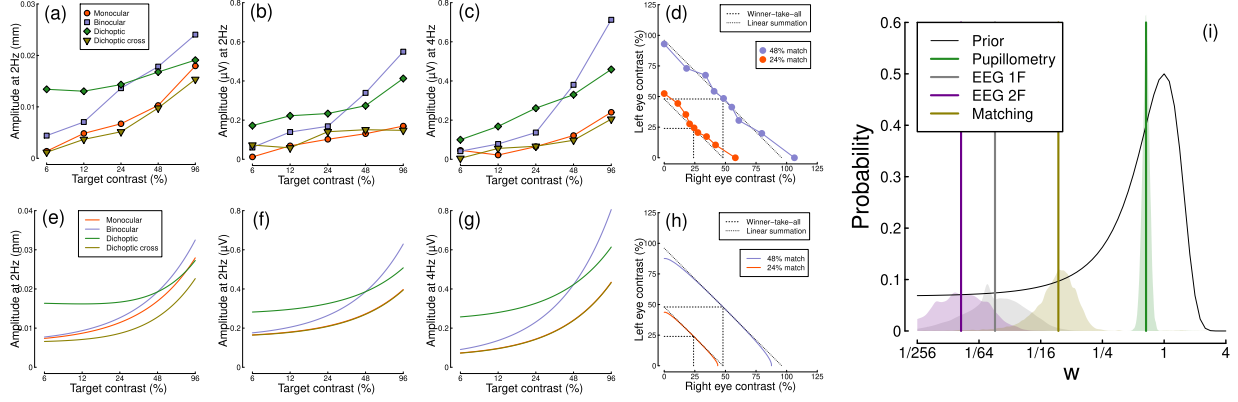 (a)
Monocular
Binocular
Dichoptic
Dichoptic cross
Amplitude at 2Hz (mm)
0.03
0.02
0.01
0
6 12 24 48 96
Target contrast (%)
(b)
Amplitude (µV) at 2Hz
0.8
0.6
0.4
0.2
0
6 12 24 48 96
Target contrast (%)
(c)
Amplitude (µV) at 4Hz
0.8
0.6
0.4
0.2
0
6 12 24 48 96
Target contrast (%)
(d)
Winner−take−all
Linear summation
48% match
24% match
Left eye contrast (%)
125
100
75
50
25
0
0 25 50 75 100 125
Right eye contrast (%)
(e)
Monocular
Binocular
Dichoptic
Dichoptic cross
Amplitude at 2Hz (mm)
0.04
0.03
0.02
0.01
0
6 12 24 48 96
Target contrast (%)
(f)
Amplitude (µV) at 2Hz
0.8
0.6
0.4
0.2
0
6 12 24 48 96
Target contrast (%)
(g)
Amplitude (µV) at 4Hz
0.8
0.6
0.4
0.2
0
6 12 24 48 96
Target contrast (%)
(h)
Winner−take−all
Linear summation
48% match
24% match
Left eye contrast (%)
125
100
75
50
25
0
0 25 50 75 100 125
Right eye contrast (%)
(i)
Prior
Pupillometry
EEG 1F
EEG 2F
Matching
Probability
0.6
0.5
0.4
0.3
0.2
0.1
0
1/256 1/64 1/16 1/4 1 4
w